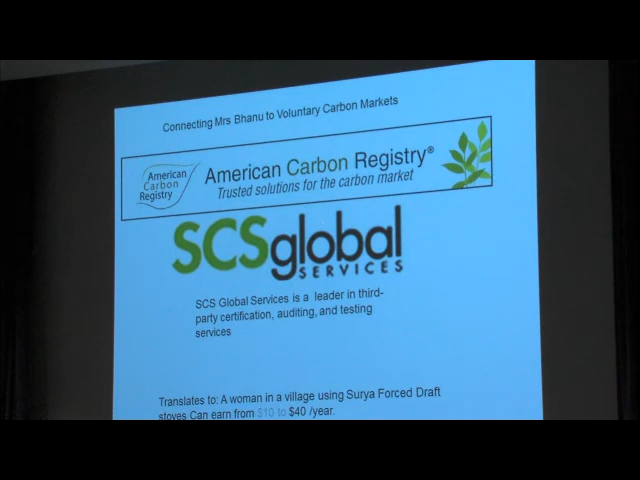 Connecting Mrs Bhanu to Voluntary Carbon Markets
American
Carbon
Registry
American Carbon Registry®
Trusted solutions for the carbon market
SCSglobal
SERVICES
SCS Global Services is a leader in third-
party certification, auditing, and testing
services
Translates to: A woman in a village using Surya Forced Draft
stoves Can earn from $10 to $40 /year.